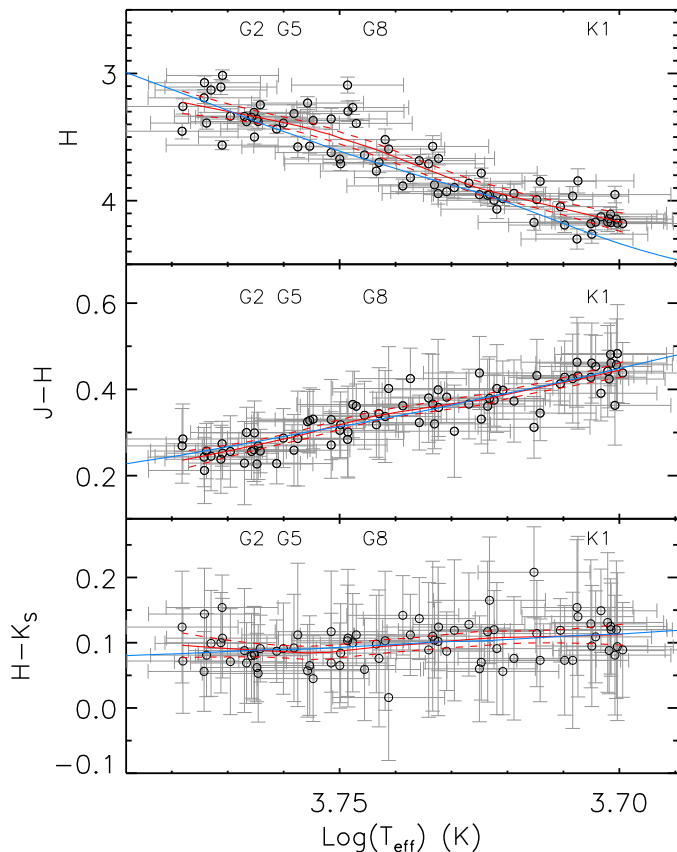 G2 G5 G8 K1
3
H
4
G2 G5 G8 K1
0.6
J−H
0.4
0.2
G2 G5 G8 K1
0.2
0.1
H−KS
0.0
−0.1
3.75 3.70
Log(Teff) (K)